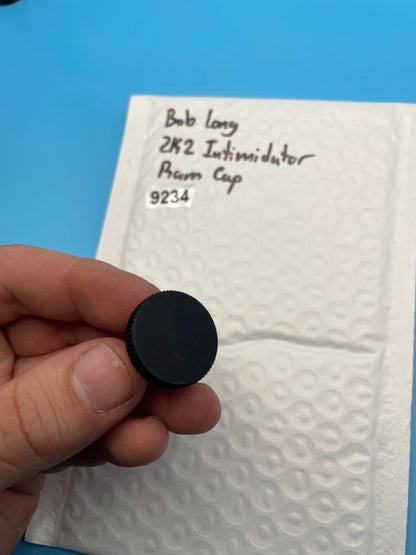 Bob Long
2K2 Intimidator
Ram Cap
9234